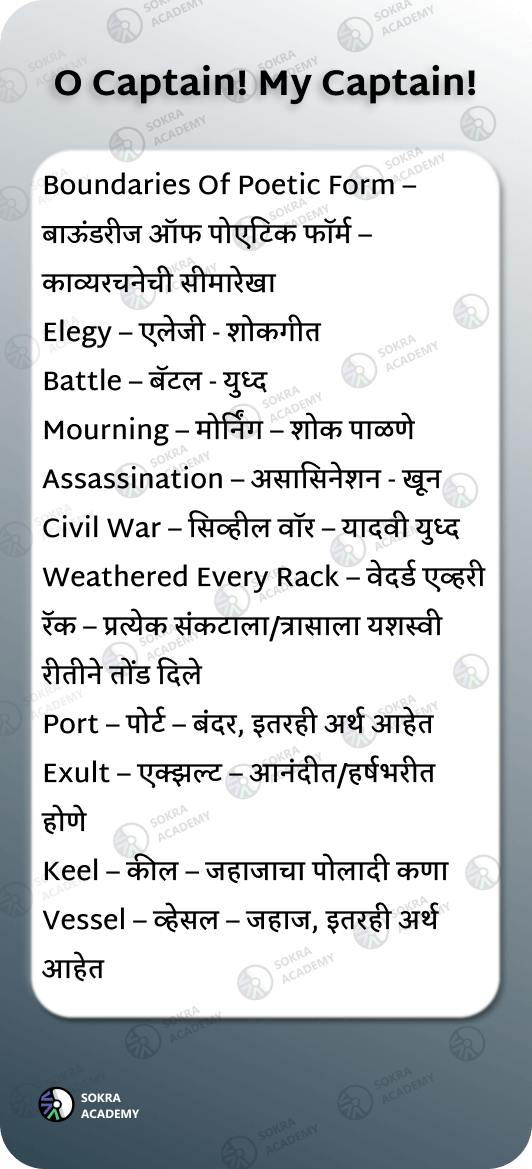 O Captain! My Captain!
Boundaries Of Poetic Form –
बाऊंडरीज ऑफ पोएटिक फॉर्म –
काव्यरचनेची सीमारेखा
Elegy – एलेजी - शोकगीत
Battle – बॅटल - युध्द
Mourning – मोर्निंग – शोक पाळणे
Assassination – असासिनेशन - खून
Civil War – सिव्हील वॉर – यादवी युध्द
Weathered Every Rack – वेदर्ड एव्हरी
रॅक – प्रत्येक संकटाला/त्रासाला यशस्वी
रीतीने तोंड दिले
Port – पोर्ट – बंदर, इतरही अर्थ आहेत
Exult – एक्झल्ट – आनंदीत/हर्षभरीत
होणे
Keel – कील – जहाजाचा पोलादी कणा
Vessel – व्हेसल – जहाज, इतरही अर्थ
आहेत
SOKRA
ACADEMY